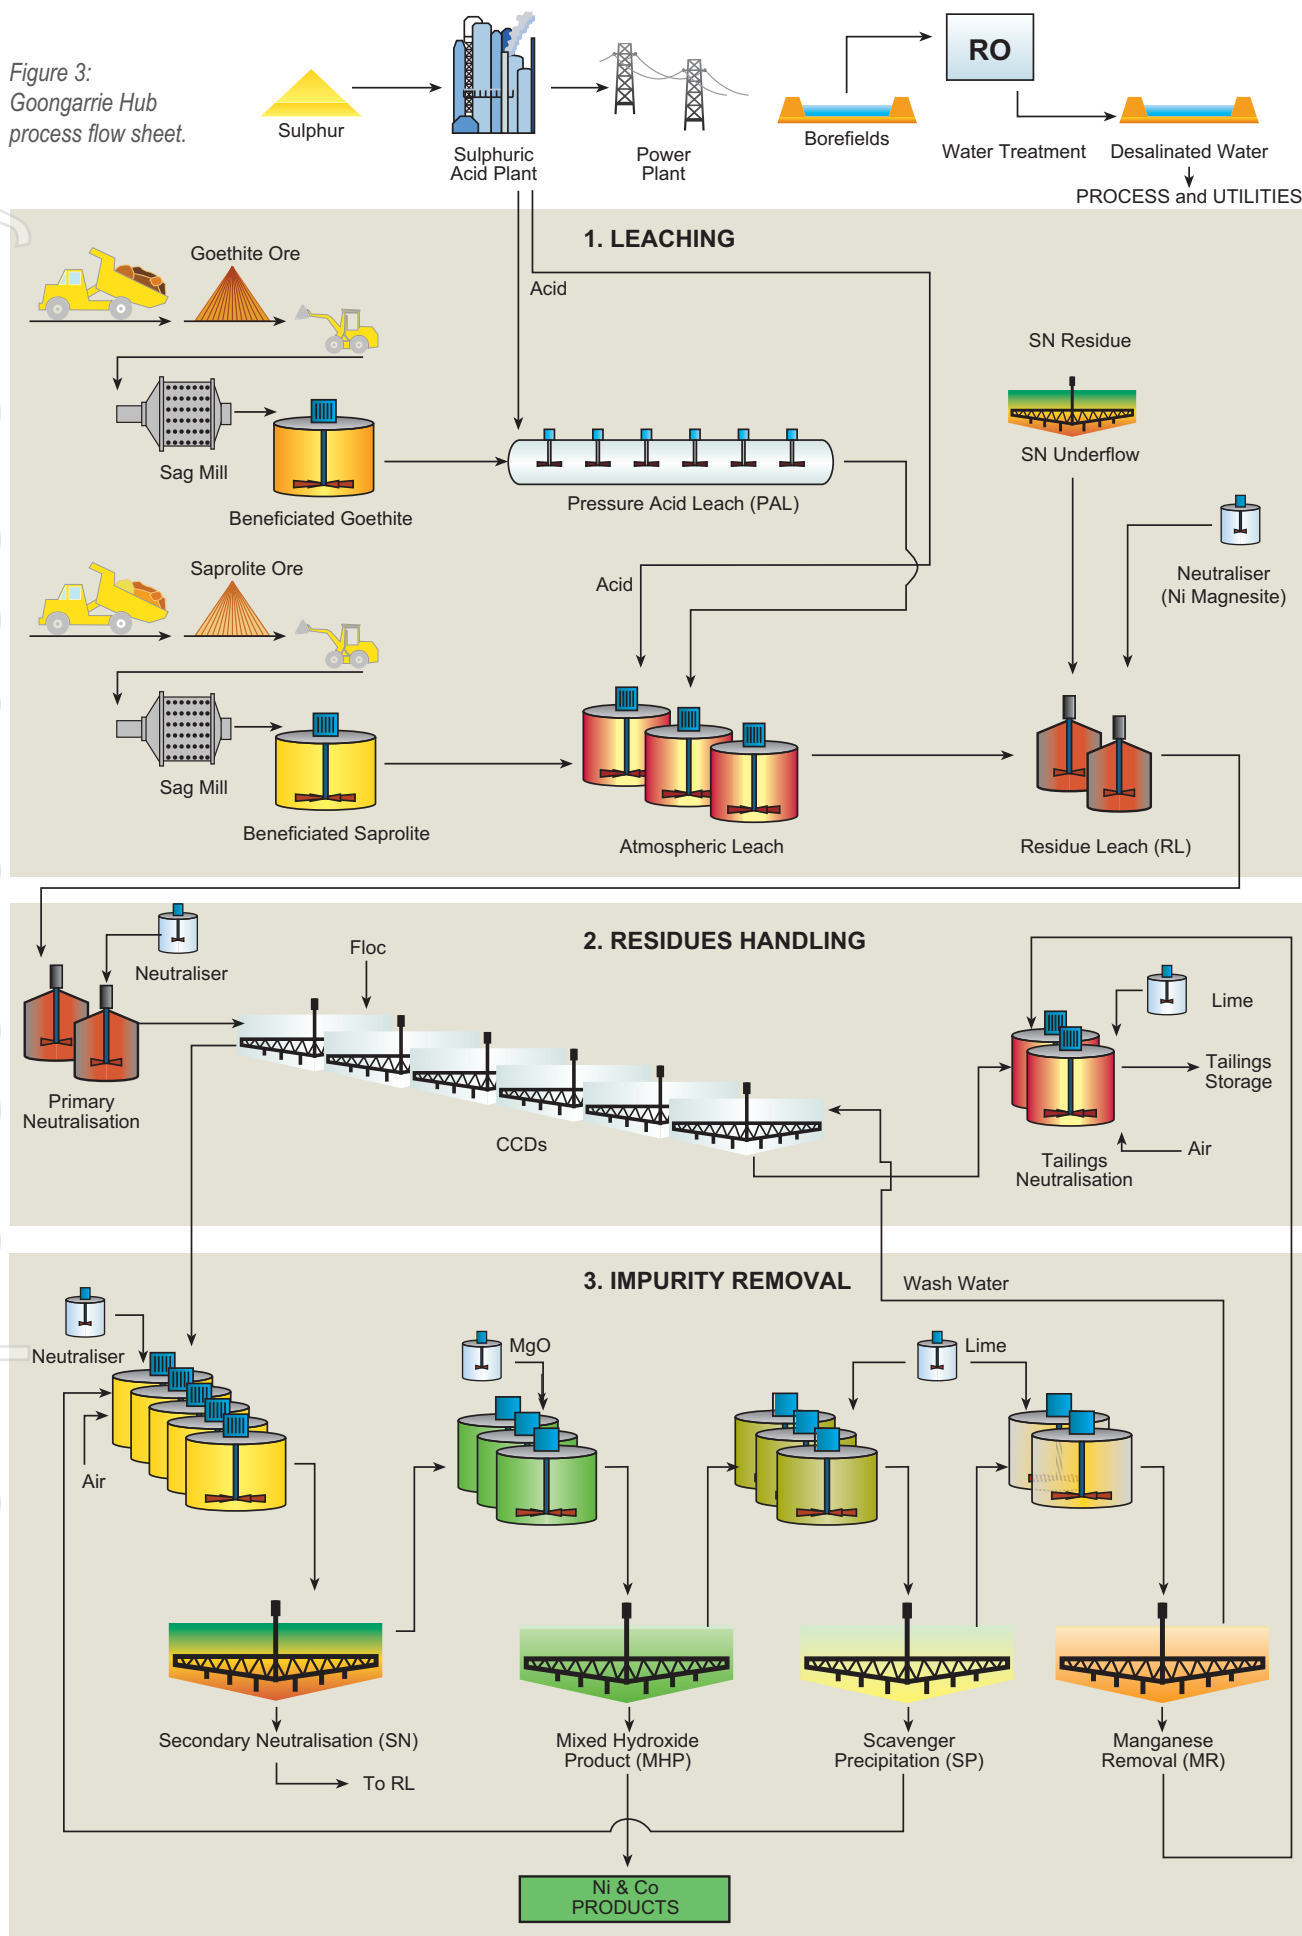 Figure 3:
Goongarrie Hub
process flow sheet.
Sulphur
Sulphuric
Acid Plant
Power
Plant
Borefields
RO
Water Treatment
Desalinated Water
PROCESS and UTILITIES
1. LEACHING
Goethite Ore
Acid
Sag Mill
Beneficiated Goethite
Pressure Acid Leach (PAL)
SN Residue
SN Underflow
Neutraliser
(Ni Magnesite)
Saprolite Ore
Acid
Sag Mill
Beneficiated Saprolite
Atmospheric Leach
Residue Leach (RL)
2. RESIDUES HANDLING
Neutraliser
Floc
Primary
Neutralisation
CCDs
Lime
Tailings
Storage
Air
Tailings
Neutralisation
3. IMPURITY REMOVAL
Wash Water
Neutraliser
MgO
Lime
Air
Secondary Neutralisation (SN)
To RL
Mixed Hydroxide
Product (MHP)
Scavenger
Precipitation (SP)
Manganese
Removal (MR)
Ni & Co
PRODUCTS